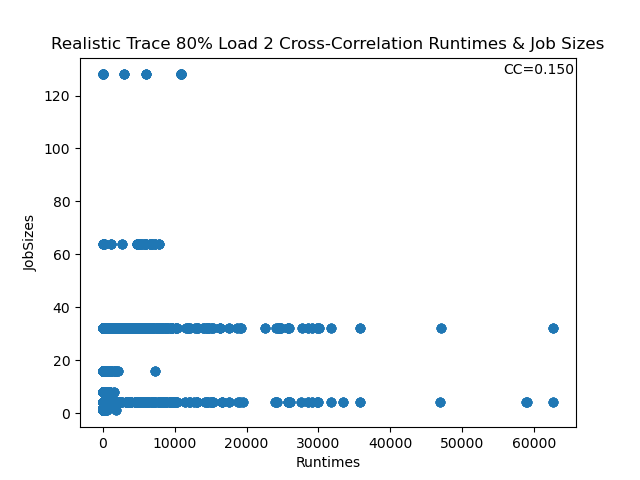 Realistic Trace 80% Load 2 Cross-Correlation Runtimes & Job Sizes
CC=0.150
120
100
80
60
40
20
0
JobSizes
0 10000 20000 30000 40000 50000 60000
Runtimes